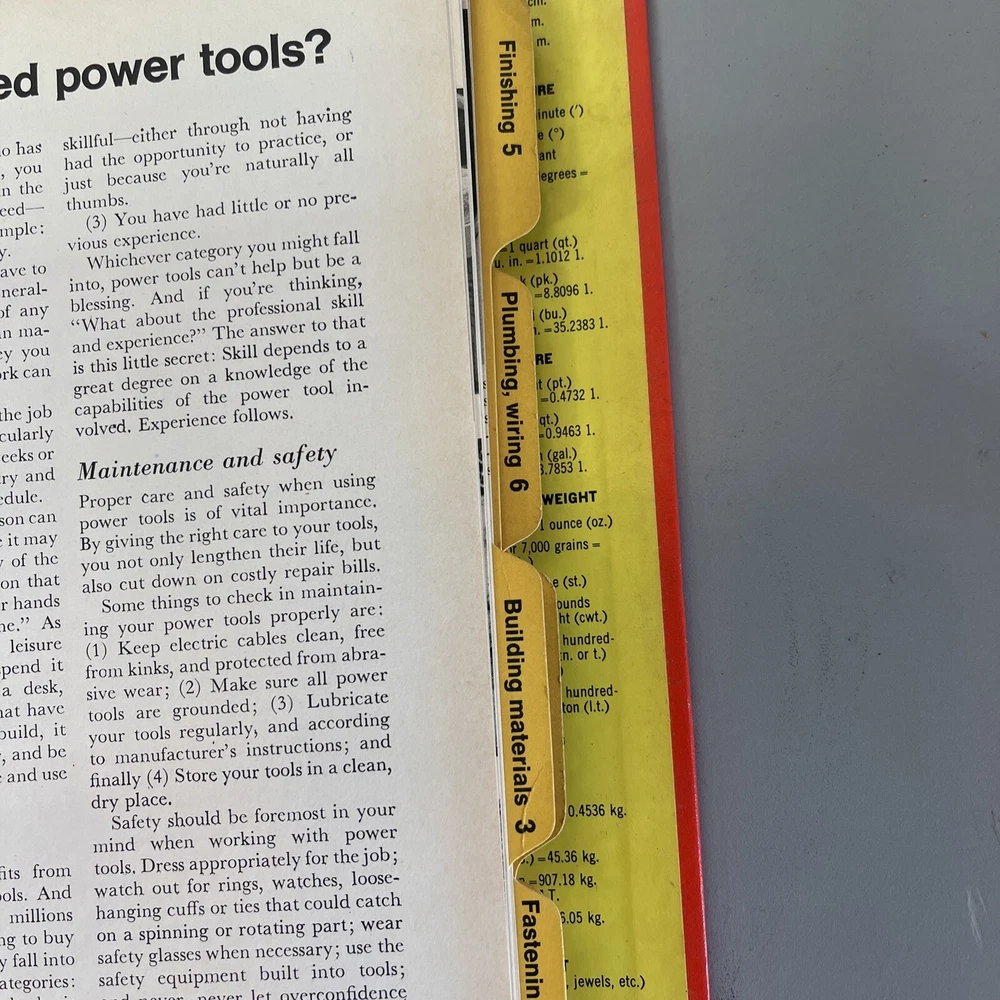 ed power tools?
o has
, you
n the
eed—
mple:
y.
ave to
neral-
of any
n ma-
ey you
ork can
the job
cularly
eeks or
ry and
edule.
son can
it may
of the
on that
r hands
ne.” As
leisure
spend it
a desk,
hat have
build, it
, and be
and use
fits from
ools. And
millions
ng to buy
y fall into
ategories:
skillful—either through not having
had the opportunity to practice, or
just because you’re naturally all
thumbs.
(3) You have had little or no pre-
vious experience.
Whichever category you might fall
into, power tools can’t help but be a
blessing. And if you’re thinking,
“What about the professional skill
and experience?” The answer to that
is this little secret: Skill depends to a
great degree on a knowledge of the
capabilities of the power tool in-
volved. Experience follows.
Maintenance and safety
Proper care and safety when using
power tools is of vital importance.
By giving the right care to your tools,
you not only lengthen their life, but
also cut down on costly repair bills.
Some things to check in maintain-
ing your power tools properly are:
(1) Keep electric cables clean, free
from kinks, and protected from abra-
sive wear; (2) Make sure all power
tools are grounded; (3) Lubricate
your tools regularly, and according
to manufacturer’s instructions; and
finally (4) Store your tools in a clean,
dry place.
Safety should be foremost in your
mind when working with power
tools. Dress appropriately for the job;
watch out for rings, watches, loose-
hanging cuffs or ties that could catch
on a spinning or rotating part; wear
safety glasses when necessary; use the
safety equipment built into tools;
and never, never let overconfidence
Finishing 5
Plumbing, wiring 6
Building materials 3
Fastenin
cm.
m.
m.
RE
inute (′)
e (°)
ant
egrees =
1 quart (qt.)
u. in. =1.1012 l.
k (pk.)
=8.8096 l.
(bu.)
=35.2383 l.
RE
t (pt.)
=0.4732 l.
qt.)
=0.9463 l.
(gal.)
3.7853 l.
WEIGHT
1 ounce (oz.)
or 7,000 grains =
e (st.)
ounds
ht (cwt.)
hundred-
n. or t.)
hundred-
ton (l.t.)
0.4536 kg.
.) =45.36 kg.
=907.18 kg.
T.
6.05 kg.
T
, jewels, etc.)